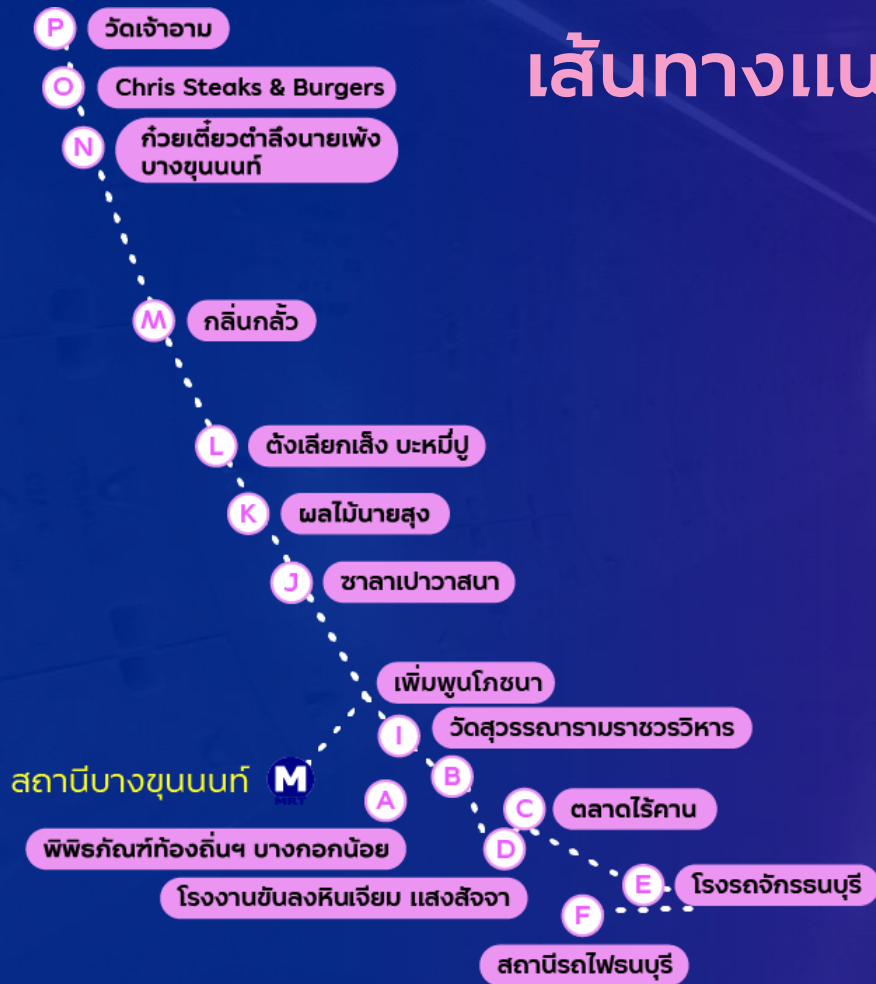 เส้นทางแน
P วัดเจ้าอาม
O Chris Steaks & Burgers
N ก๋วยเตี๋ยวตำลึงนายเพ้ง
บางขุนนนท์
M กลิ่นกลั้ว
L ตังเลียกเส็ง บะหมี่ปู
K ผลไม้นายสุง
J ซาลาเปาวาสนา
เพิ่มพูนโภชนา
I วัดสุวรรณารามราชวรวิหาร
สถานีบางขุนนนท์ M
MRT
B
A
C ตลาดไร้คาน
พิพิธภัณฑ์ท้องถิ่นฯ บางกอกน้อย
D
E โรงรถจักรธนบุรี
โรงงานขันลงหินเจียม แสงสัจจา
F
สถานีรถไฟธนบุรี